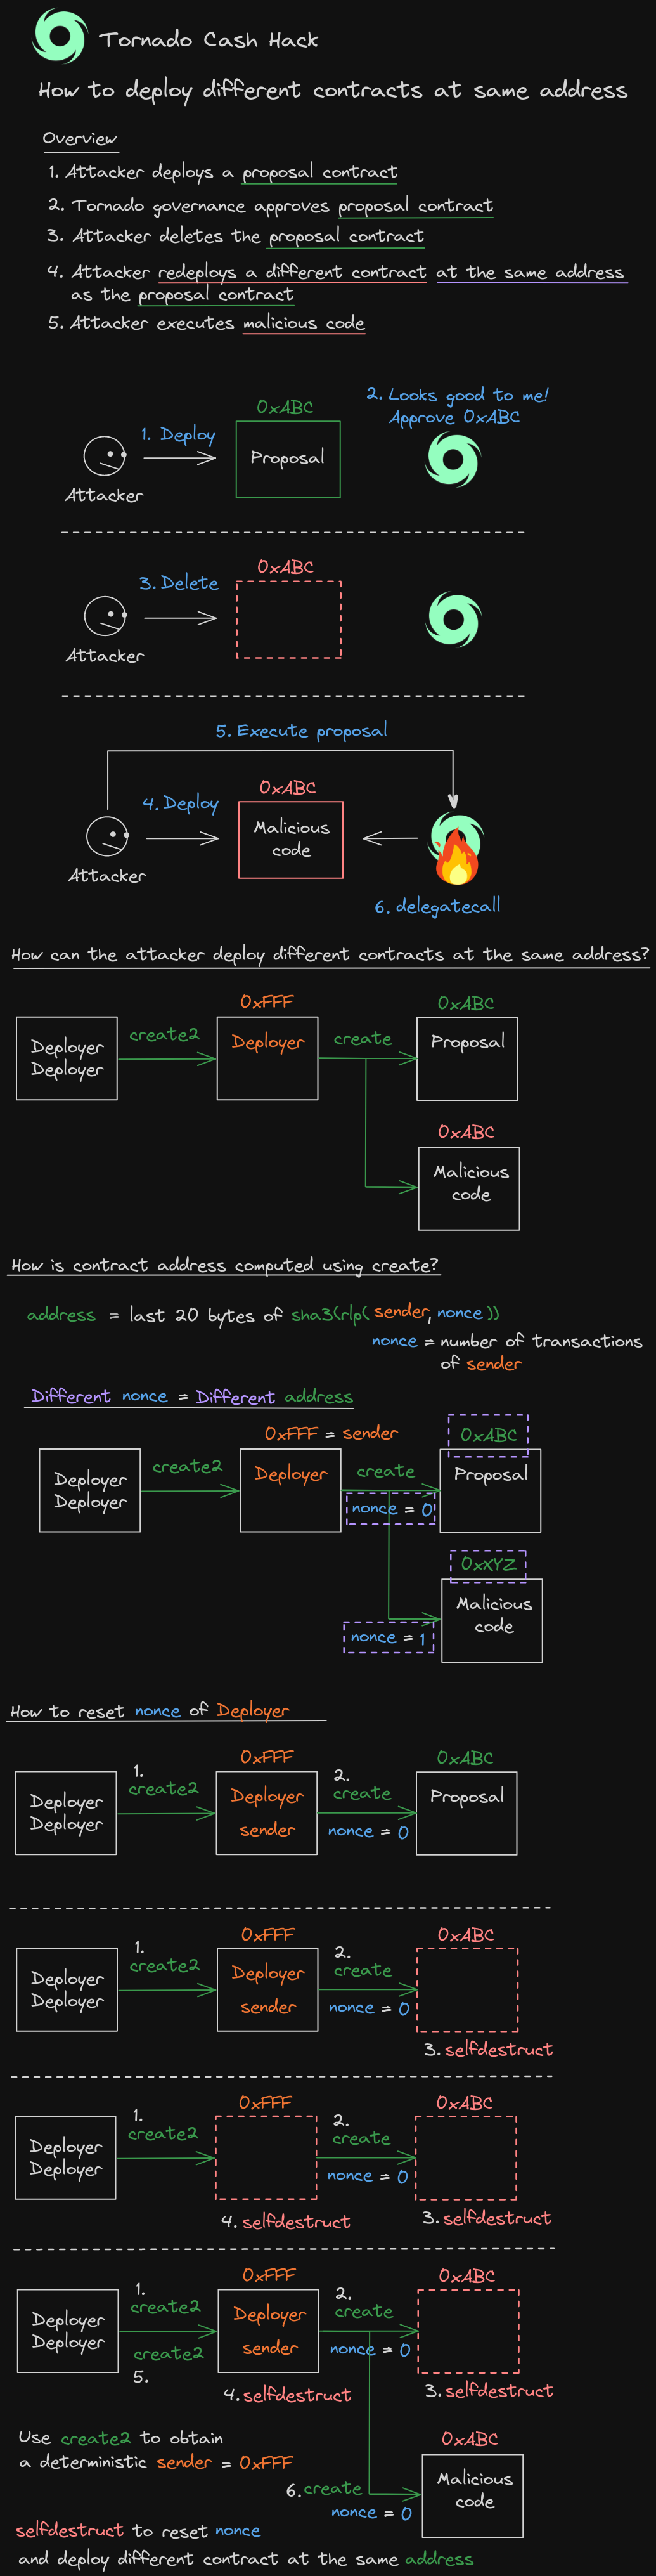 Tornado Cash Hack
How to deploy different contracts at same address
Overview
1. Attacker deploys a proposal contract
2. Tornado governance approves proposal contract
3. Attacker deletes the proposal contract
4. Attacker redeploys a different contract at the same address
as the proposal contract
5. Attacker executes malicious code
2. Looks good to me!
Approve 0xABC
0xABC
1. Deploy
Proposal
Attacker
0xABC
3. Delete
Attacker
5. Execute proposal
0xABC
4. Deploy
Malicious
code
Attacker
6. delegatecall
How can the attacker deploy different contracts at the same address?
0xFFF
0xABC
Deployer
Deployer
create2
Deployer
create
Proposal
0xABC
Malicious
code
How is contract address computed using create?
address = last 20 bytes of sha3(rlp(sender, nonce))
nonce = number of transactions
of sender
Different nonce = Different address
0xFFF = sender
0xABC
Deployer
Deployer
create2
Deployer
create
nonce = 0
Proposal
0xXYZ
Malicious
code
nonce = 1
How to reset nonce of Deployer
0xFFF
0xABC
Deployer
Deployer
1.
create2
Deployer
sender
2.
create
nonce = 0
Proposal
0xFFF
0xABC
Deployer
Deployer
1.
create2
Deployer
sender
2.
create
nonce = 0
3. selfdestruct
0xFFF
0xABC
Deployer
Deployer
1.
create2
2.
create
nonce = 0
4. selfdestruct
3. selfdestruct
0xFFF
0xABC
Deployer
Deployer
1.
create2
create2
5.
Deployer
sender
2.
create
nonce = 0
4. selfdestruct
3. selfdestruct
Use create2 to obtain
a deterministic sender = 0xFFF
0xABC
Malicious
code
6. create
nonce = 0
selfdestruct to reset nonce
and deploy different contract at the same address